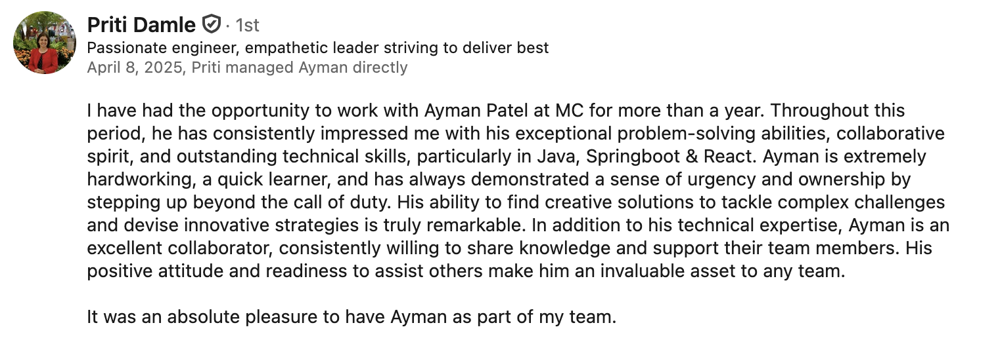 Priti Damle · 1st
Passionate engineer, empathetic leader striving to deliver best
April 8, 2025, Priti managed Ayman directly
I have had the opportunity to work with Ayman Patel at MC for more than a year. Throughout this
period, he has consistently impressed me with his exceptional problem-solving abilities, collaborative
spirit, and outstanding technical skills, particularly in Java, Springboot & React. Ayman is extremely
hardworking, a quick learner, and has always demonstrated a sense of urgency and ownership by
stepping up beyond the call of duty. His ability to find creative solutions to tackle complex challenges
and devise innovative strategies is truly remarkable. In addition to his technical expertise, Ayman is an
excellent collaborator, consistently willing to share knowledge and support their team members. His
positive attitude and readiness to assist others make him an invaluable asset to any team.
It was an absolute pleasure to have Ayman as part of my team.